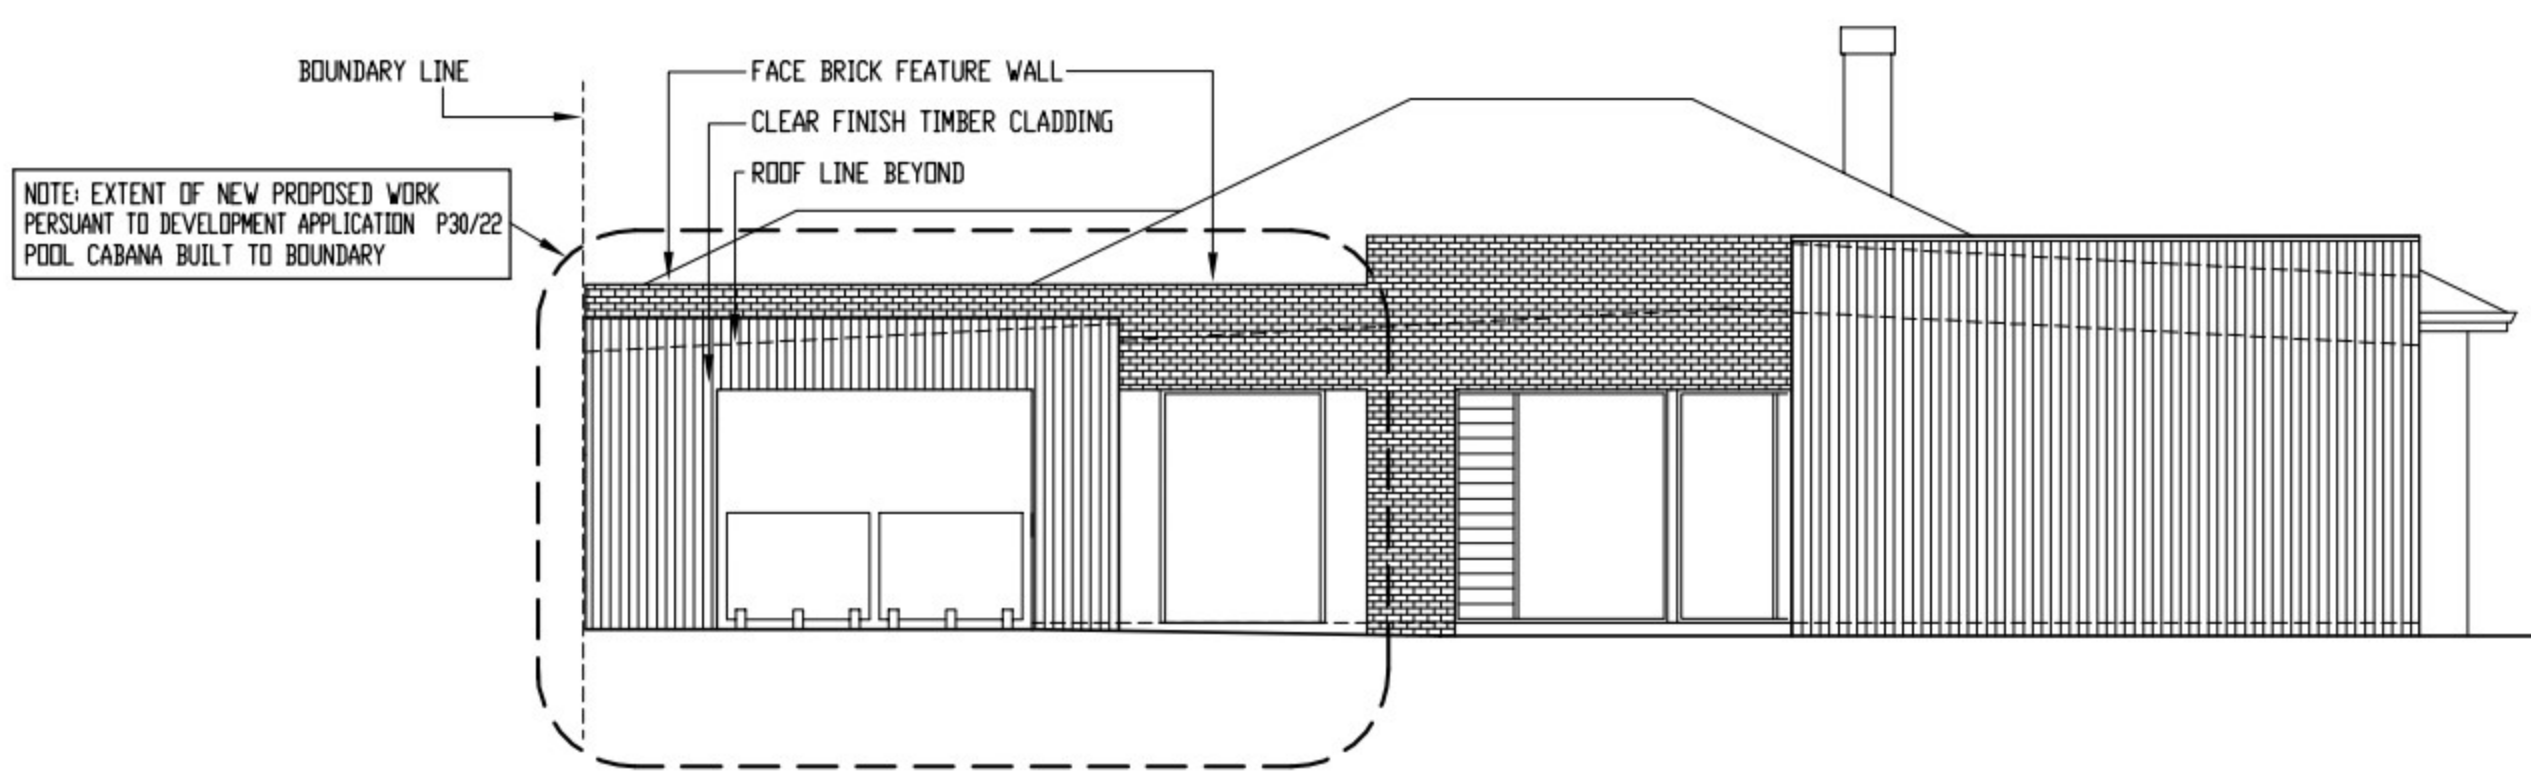 BOUNDARY LINE
FACE BRICK FEATURE WALL
CLEAR FINISH TIMBER CLADDING
ROOF LINE BEYOND
NOTE: EXTENT OF NEW PROPOSED WORK
PERSUANT TO DEVELOPMENT APPLICATION P30/22
POOL CABANA BUILT TO BOUNDARY